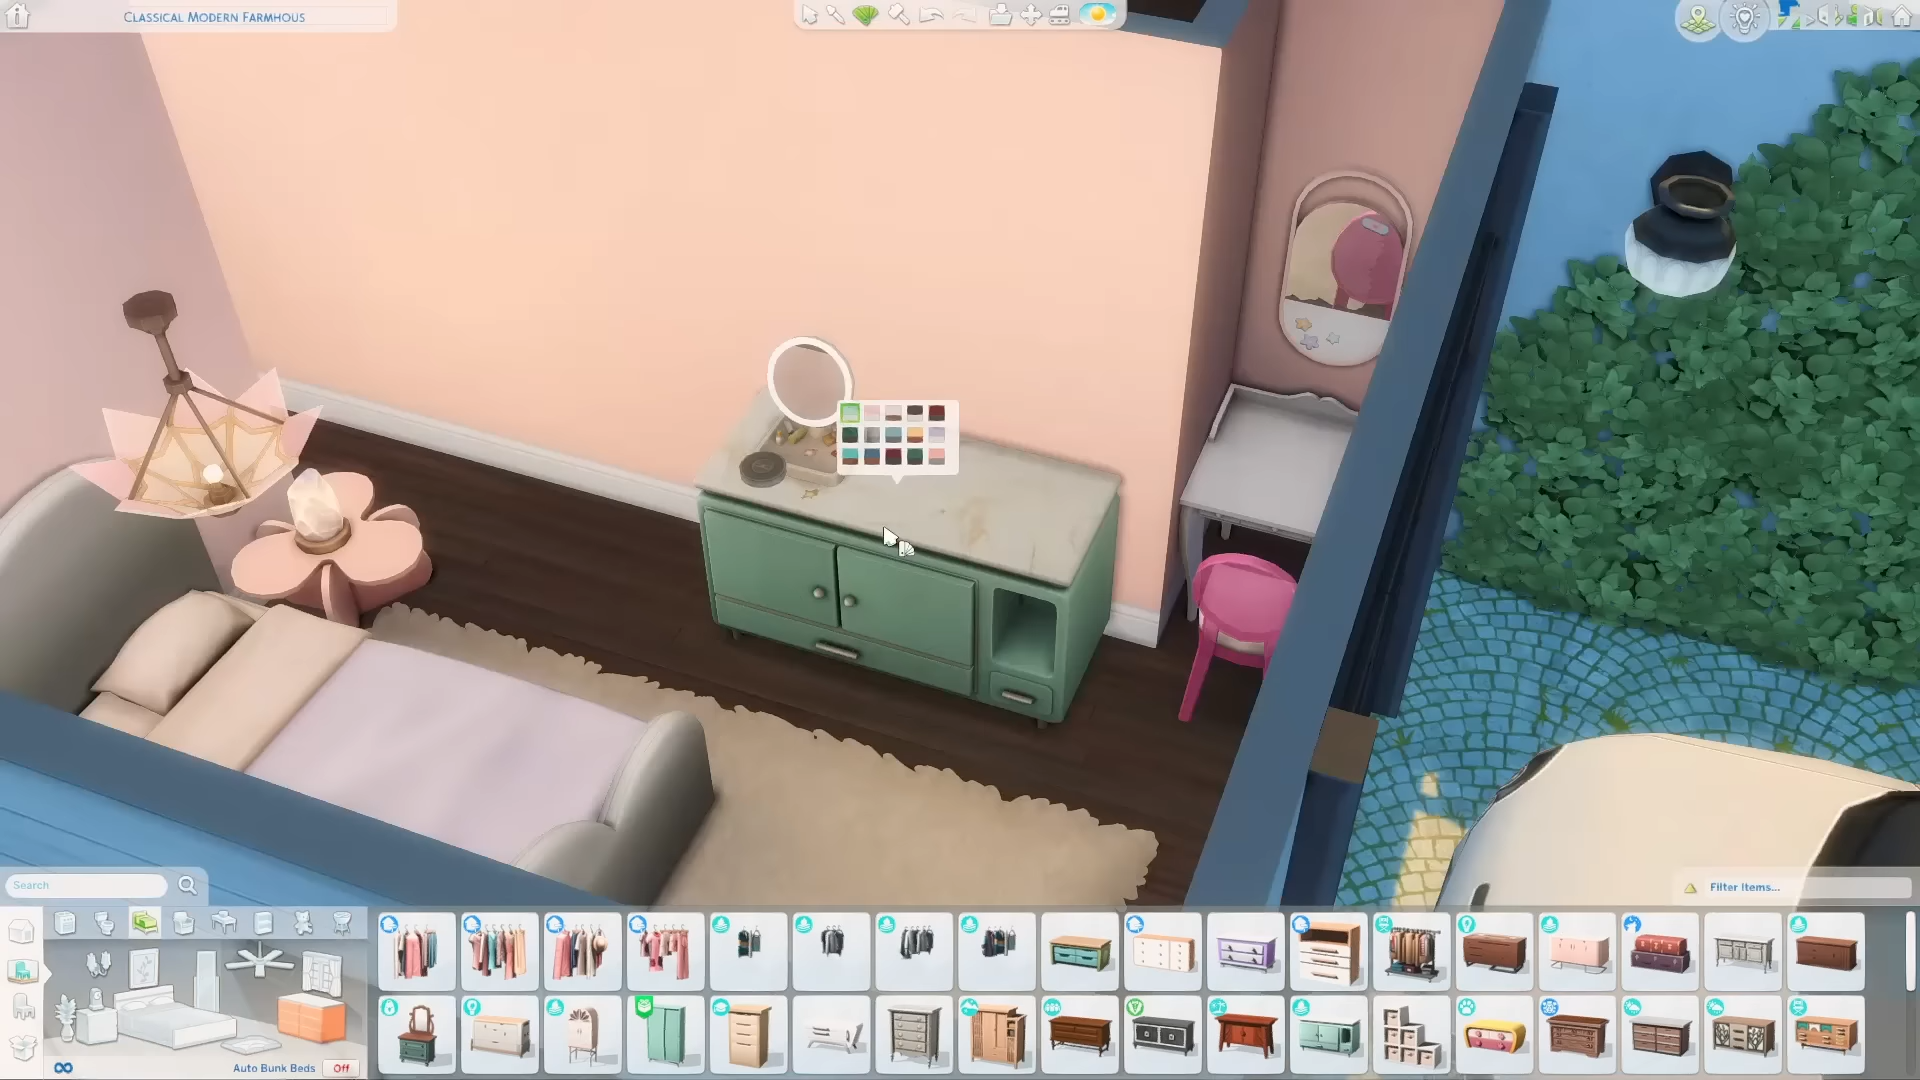 Classical Modern Farmhous
Search
Filter Items...
Auto Bunk Beds Off